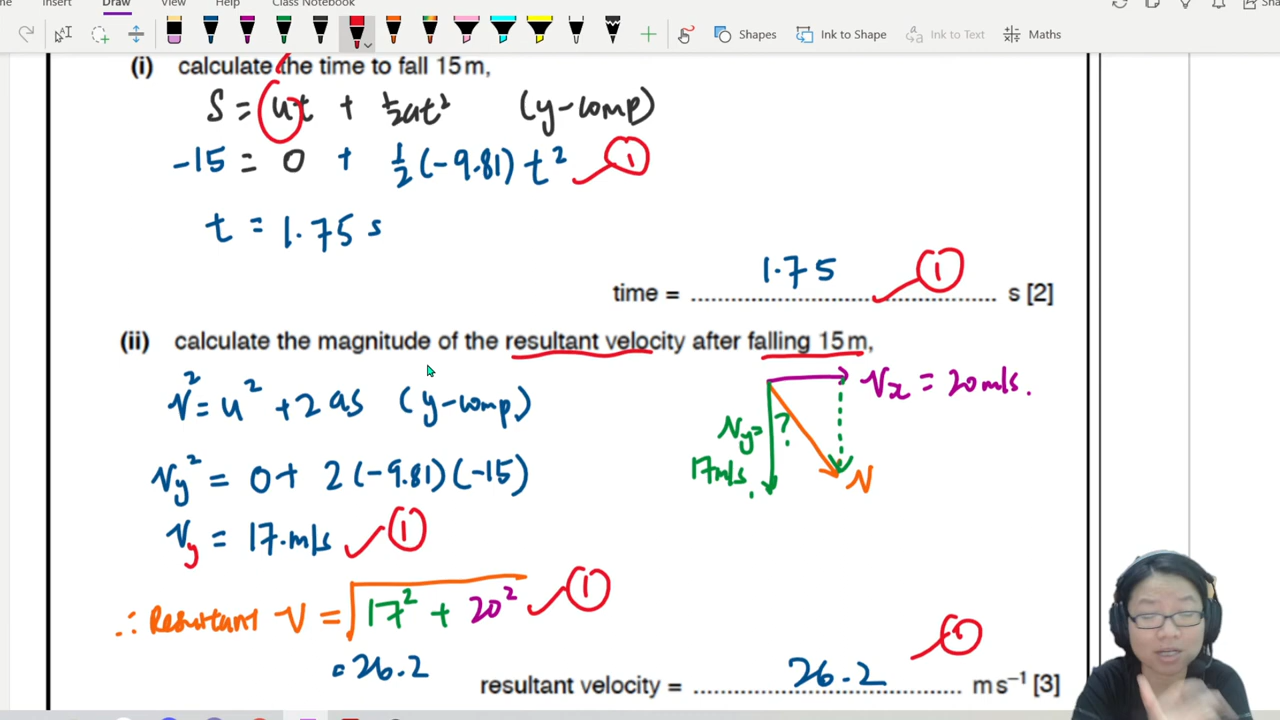 Insert Draw View Help Class Notebook Sha
Shapes Ink to Shape Ink to Text Maths
(i) calculate the time to fall 15 m,
S = ut + ½at² (y-comp)
-15 = 0 + ½(-9.81)t² ①
t = 1.75 s
1.75 ①
time = .................................................. s [2]
(ii) calculate the magnitude of the resultant velocity after falling 15 m,
v² = u² + 2as (y-comp)
vx = 20 m/s.
vy = 17 m/s. ?
v
vy² = 0 + 2(-9.81)(-15)
vy = 17. m/s ①
∴ Resultant v = √17² + 20² ①
= 26.2
26.2
resultant velocity = .................................................. m s⁻¹ [3]